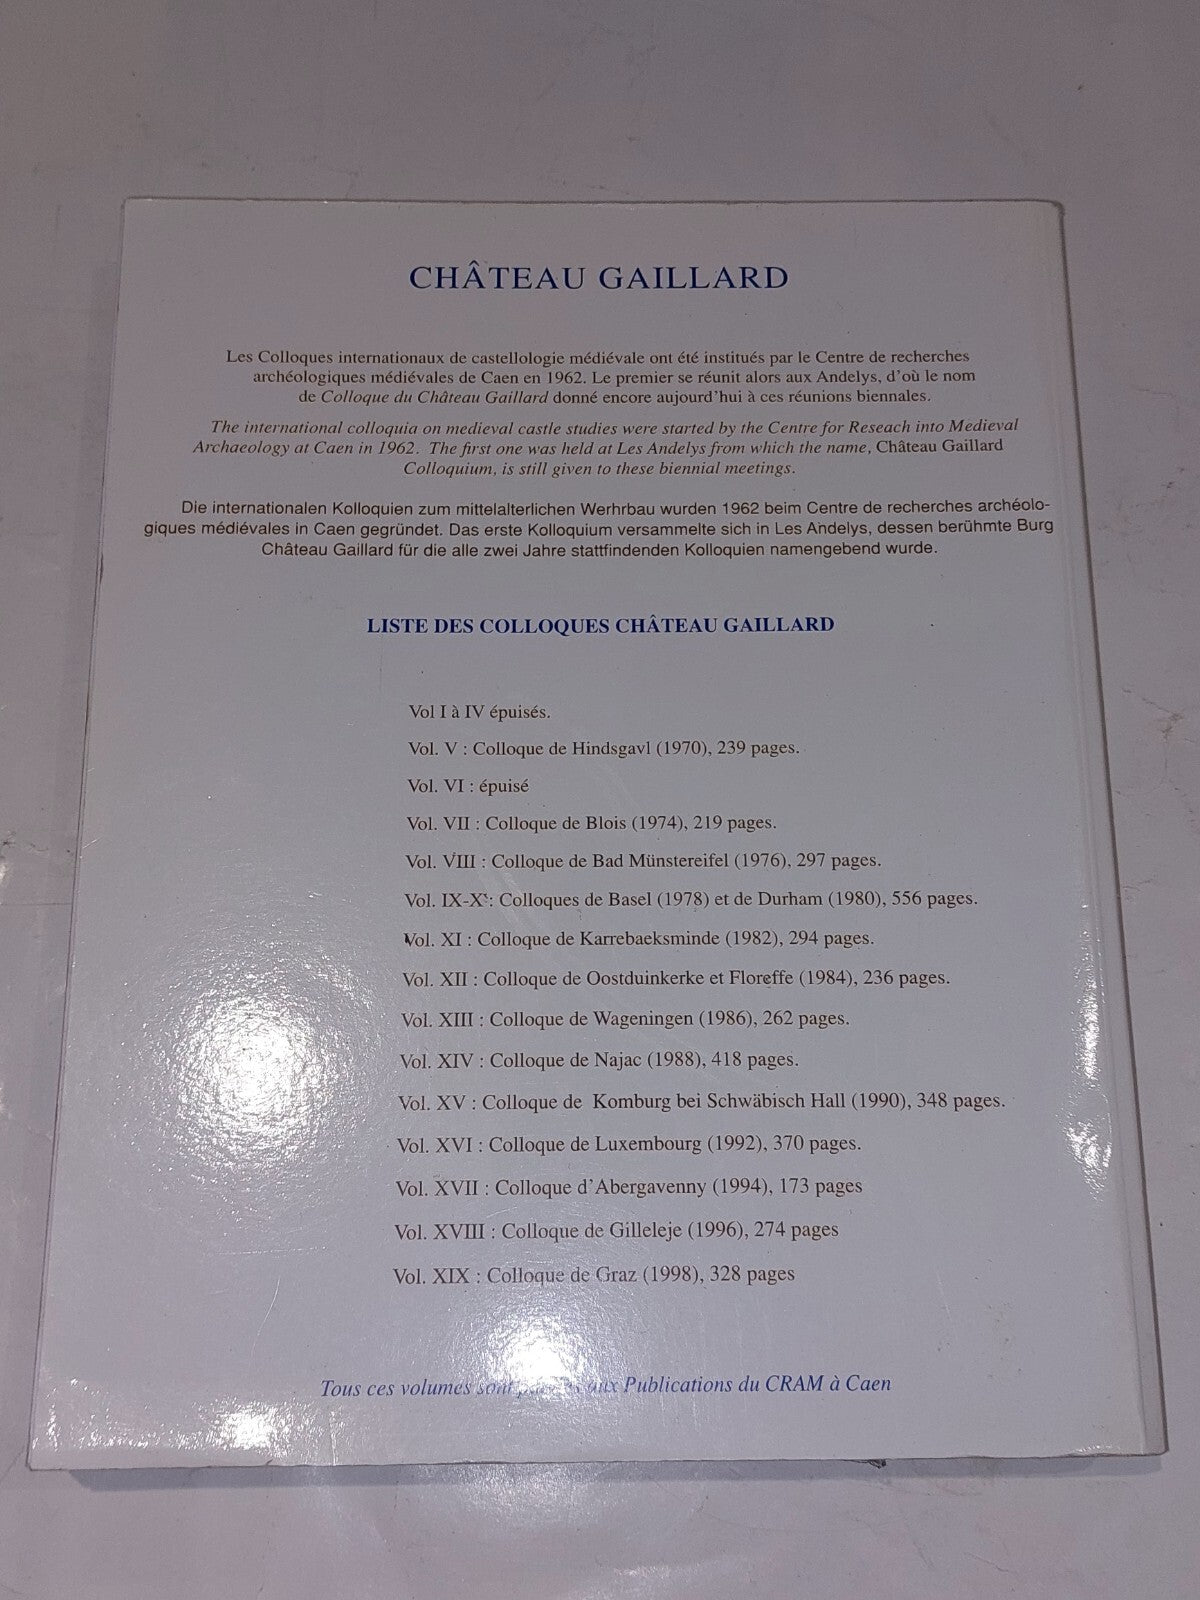 CHÂTEAU GAILLARD
Les Colloques internationaux de castellologie médiévale ont été institués par le Centre de recherches
archéologiques médiévales de Caen en 1962. Le premier se réunit alors aux Andelys, d'où le nom
de Colloque du Château Gaillard donné encore aujourd'hui à ces réunions biennales.
The international colloquia on medieval castle studies were started by the Centre for Reseach into Medieval
Archaeology at Caen in 1962. The first one was held at Les Andelys from which the name, Château Gaillard
Colloquium, is still given to these biennial meetings.
Die internationalen Kolloquien zum mittelalterlichen Werhrbau wurden 1962 beim Centre de recherches archéolo-
giques médiévales in Caen gegründet. Das erste Kolloquium versammelte sich in Les Andelys, dessen berühmte Burg
Château Gaillard für die alle zwei Jahre stattfindenden Kolloquien namengebend wurde.
LISTE DES COLLOQUES CHÂTEAU GAILLARD
Vol I à IV épuisés.
Vol. V : Colloque de Hindsgavl (1970), 239 pages.
Vol. VI : épuisé
Vol. VII : Colloque de Blois (1974), 219 pages.
Vol. VIII : Colloque de Bad Münstereifel (1976), 297 pages.
Vol. IX-X : Colloques de Basel (1978) et de Durham (1980), 556 pages.
Vol. XI : Colloque de Karrebaeksminde (1982), 294 pages.
Vol. XII : Colloque de Oostduinkerke et Floreffe (1984), 236 pages.
Vol. XIII : Colloque de Wageningen (1986), 262 pages.
Vol. XIV : Colloque de Najac (1988), 418 pages.
Vol. XV : Colloque de Komburg bei Schwäbisch Hall (1990), 348 pages.
Vol. XVI : Colloque de Luxembourg (1992), 370 pages.
Vol. XVII : Colloque d'Abergavenny (1994), 173 pages
Vol. XVIII : Colloque de Gilleleje (1996), 274 pages
Vol. XIX : Colloque de Graz (1998), 328 pages
Tous ces volumes sont aux Publications du CRAM à Caen